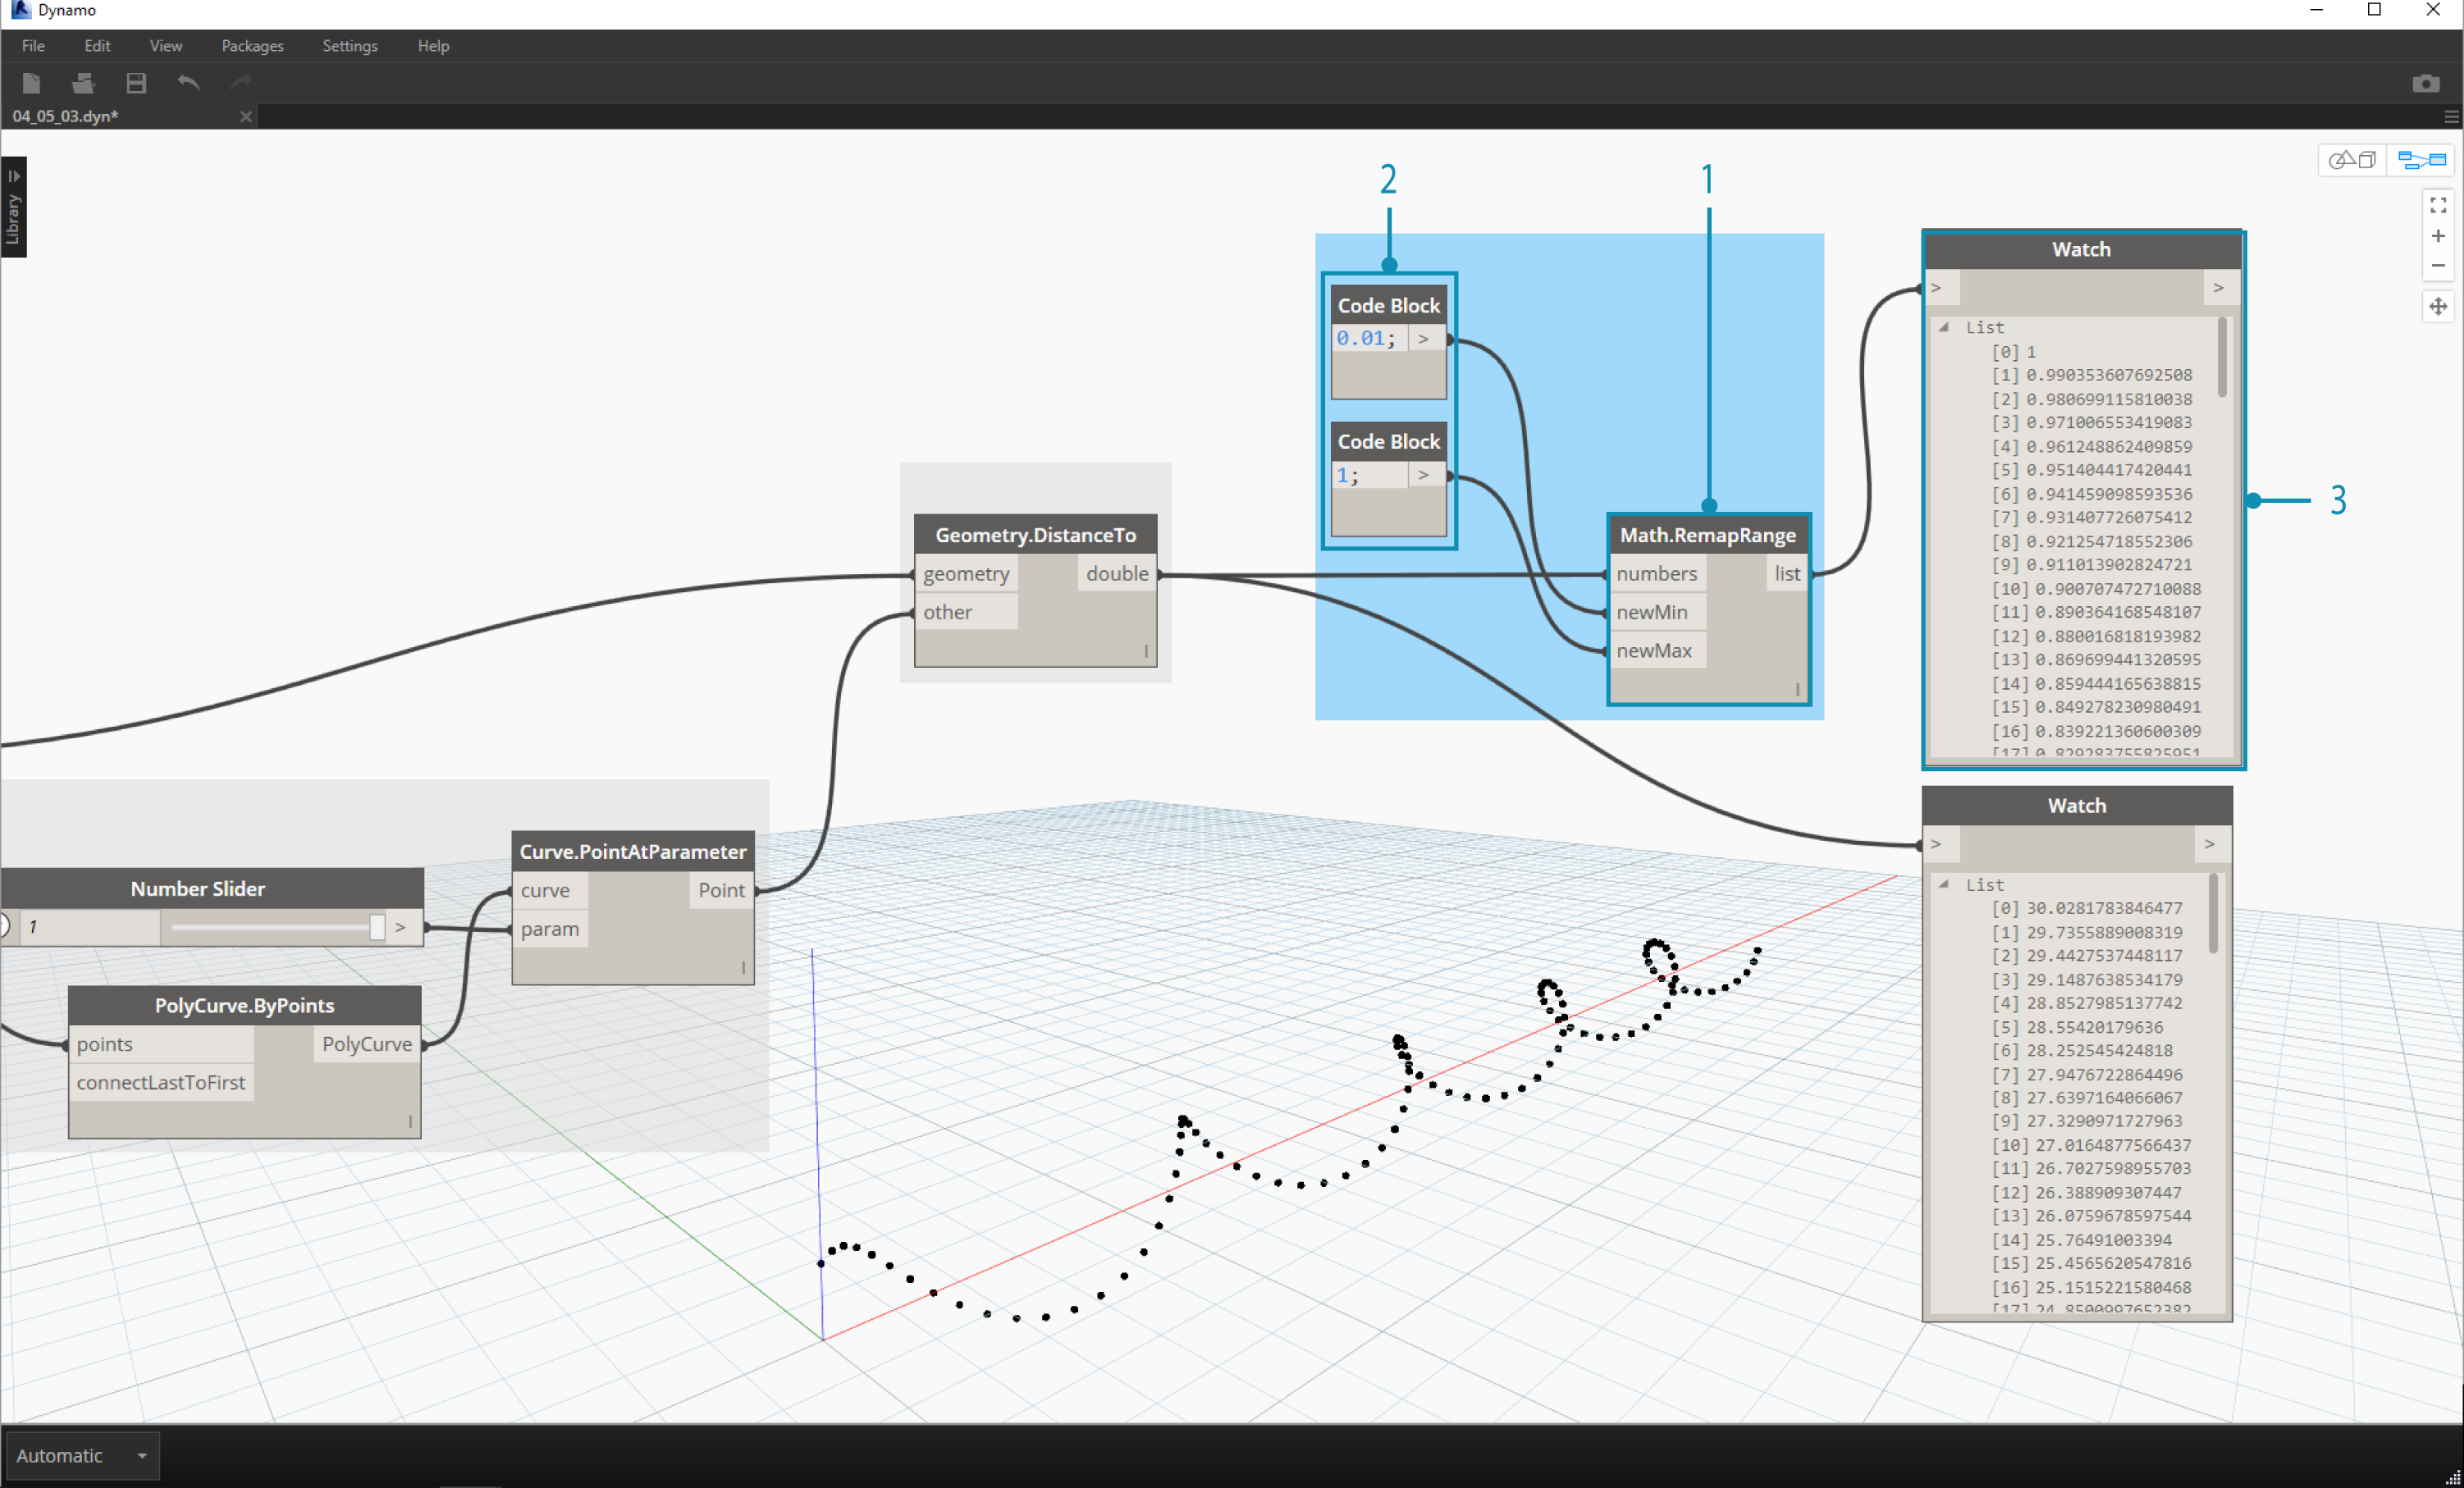 Dynamo
File Edit View Packages Settings Help
04_05_03.dyn*
Library
2
1
3
Code Block
0.01; >
Code Block
1; >
Geometry.DistanceTo
geometry double
other
Math.RemapRange
numbers list
newMin
newMax
Watch
> >
List
[0] 1
[1] 0.990353607692508
[2] 0.980699115810038
[3] 0.971006553419083
[4] 0.961248862409859
[5] 0.951404417420441
[6] 0.941459098593536
[7] 0.931407726075412
[8] 0.921254718552306
[9] 0.911013902824721
[10] 0.900707472710088
[11] 0.890364168548107
[12] 0.880016818193982
[13] 0.869699441320595
[14] 0.859444165638815
[15] 0.849278230980491
[16] 0.839221360600309
[17] 0.829283755825951
Watch
> >
List
[0] 30.0281783846477
[1] 29.7355889008319
[2] 29.4427537448117
[3] 29.1487638534179
[4] 28.8527985137742
[5] 28.55420179636
[6] 28.252545424818
[7] 27.9476722864496
[8] 27.6397164066067
[9] 27.3290971727963
[10] 27.0164877566437
[11] 26.7027598955703
[12] 26.388909307447
[13] 26.0759678597544
[14] 25.76491003394
[15] 25.4565620547816
[16] 25.1515221580468
[17] 24.8500997652382
Number Slider
1 >
Curve.PointAtParameter
curve Point
param
PolyCurve.ByPoints
points PolyCurve
connectLastToFirst
Automatic